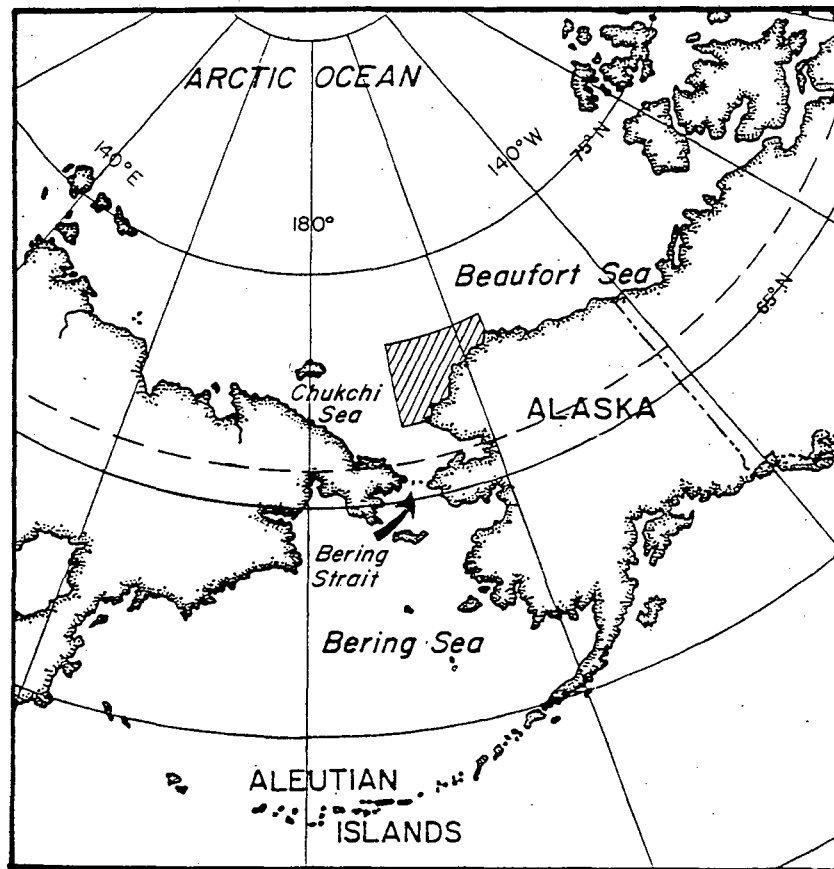 ARCTIC OCEAN
140°E
140°W
75°N
180°
Beaufort Sea
65°N
Chukchi
Sea
ALASKA
Bering
Strait
Bering Sea
ALEUTIAN
ISLANDS